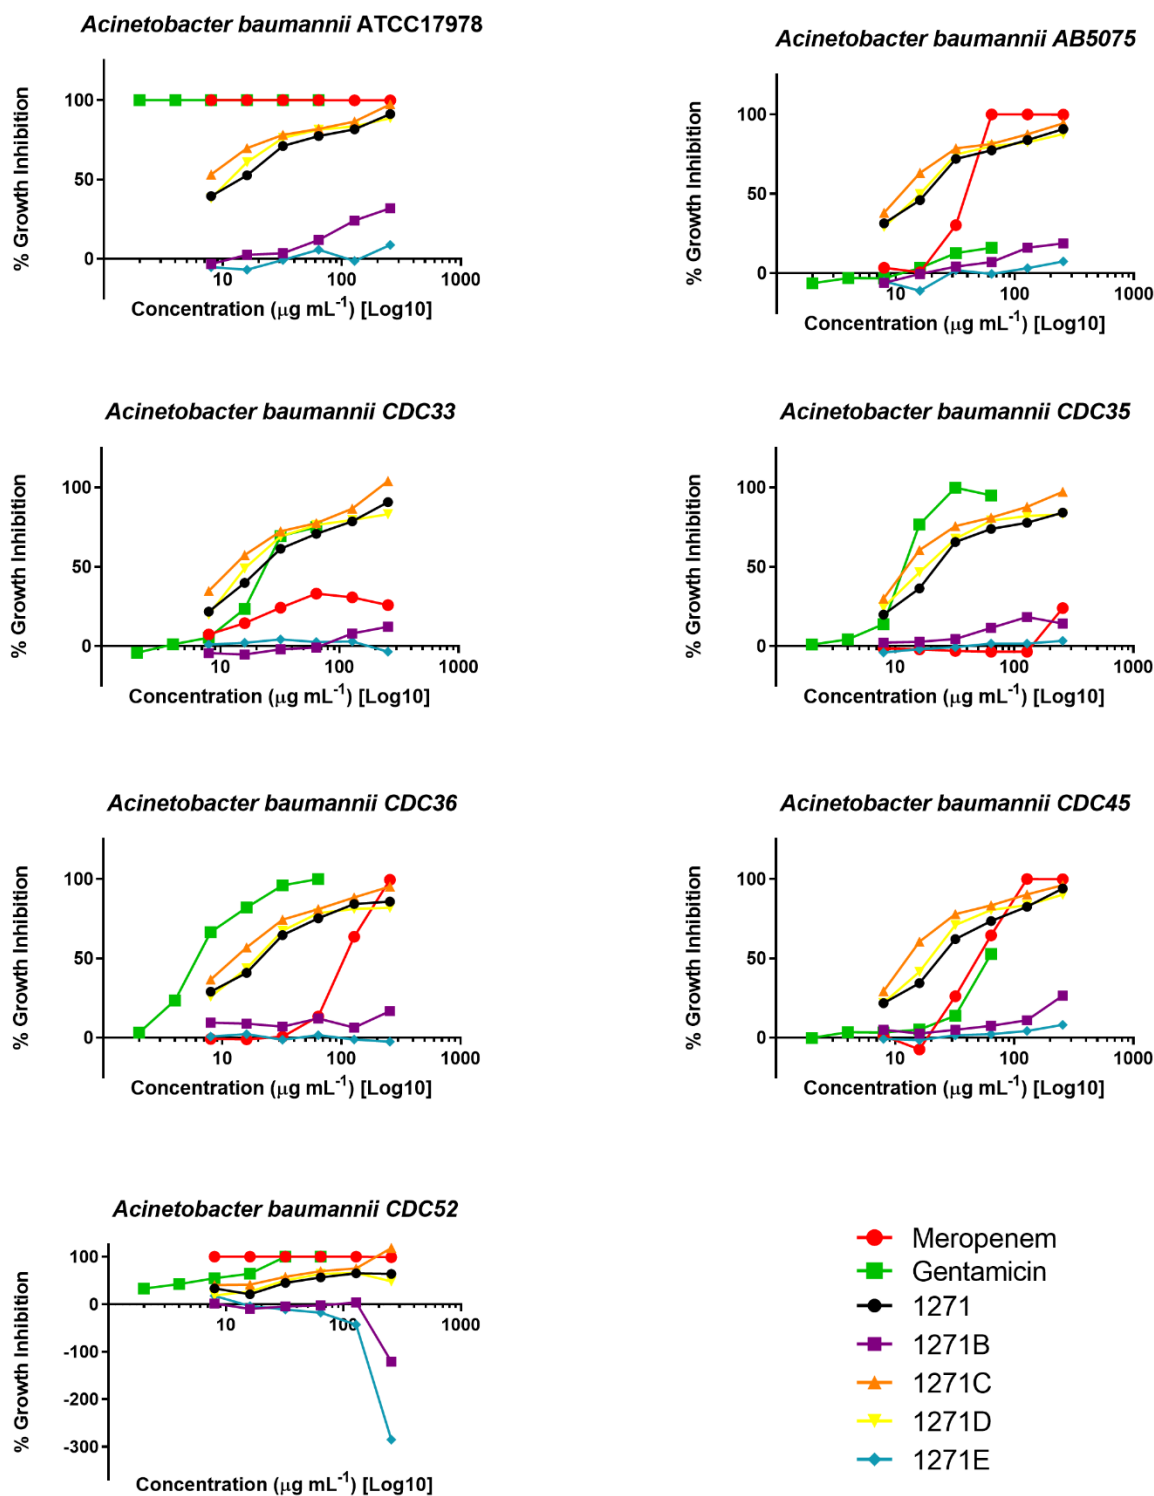 Acinetobacter baumannii ATCC17978
% Growth Inhibition
100
50
0
10
100
1000
Concentration (μg mL⁻¹) [Log10]
Acinetobacter baumannii AB5075
% Growth Inhibition
100
50
0
10
100
1000
Concentration (μg mL⁻¹) [Log10]
Acinetobacter baumannii CDC33
% Growth Inhibition
100
50
0
10
100
1000
Concentration (μg mL⁻¹) [Log10]
Acinetobacter baumannii CDC35
% Growth Inhibition
100
50
0
10
100
1000
Concentration (μg mL⁻¹) [Log10]
Acinetobacter baumannii CDC36
% Growth Inhibition
100
50
0
10
100
1000
Concentration (μg mL⁻¹) [Log10]
Acinetobacter baumannii CDC45
% Growth Inhibition
100
50
0
10
100
1000
Concentration (μg mL⁻¹) [Log10]
Acinetobacter baumannii CDC52
% Growth Inhibition
100
0
-100
-200
-300
10
100
1000
Concentration (μg mL⁻¹) [Log10]
Meropenem
Gentamicin
1271
1271B
1271C
1271D
1271E